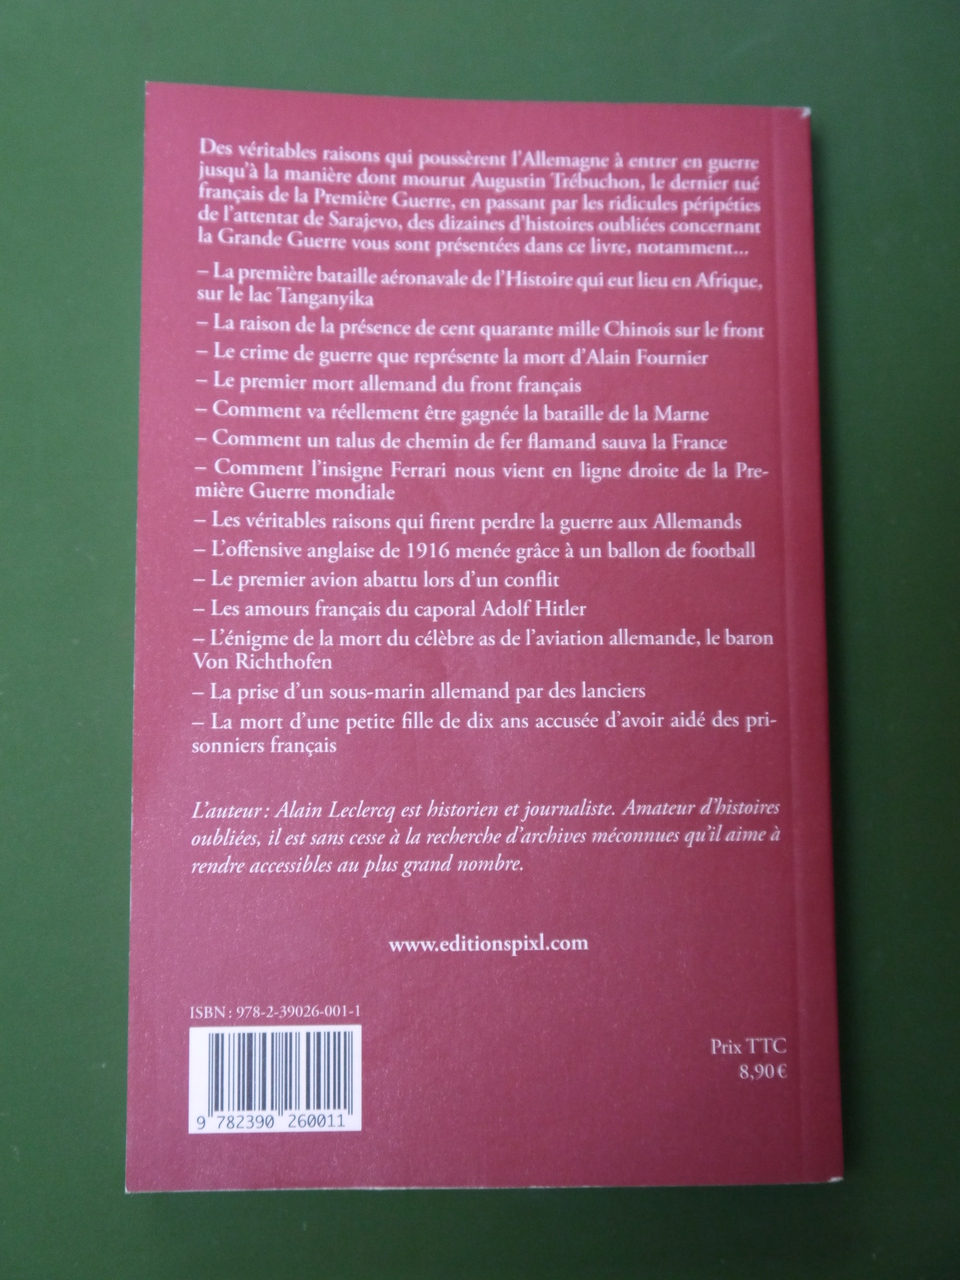 Des véritables raisons qui poussèrent l'Allemagne à entrer en guerre
jusqu'à la manière dont mourut Augustin Trébuchon, le dernier tué
français de la Première Guerre, en passant par les ridicules péripéties
de l'attentat de Sarajevo, des dizaines d'histoires oubliées concernant
la Grande Guerre vous sont présentées dans ce livre, notamment...
– La première bataille aéronavale de l'Histoire qui eut lieu en Afrique,
sur le lac Tanganyika
– La raison de la présence de cent quarante mille Chinois sur le front
– Le crime de guerre que représente la mort d'Alain Fournier
– Le premier mort allemand du front français
– Comment va réellement être gagnée la bataille de la Marne
– Comment un talus de chemin de fer flamand sauva la France
– Comment l'insigne Ferrari nous vient en ligne droite de la Pre-
mière Guerre mondiale
– Les véritables raisons qui firent perdre la guerre aux Allemands
– L'offensive anglaise de 1916 menée grâce à un ballon de football
– Le premier avion abattu lors d'un conflit
– Les amours français du caporal Adolf Hitler
– L'énigme de la mort du célèbre as de l'aviation allemande, le baron
Von Richthofen
– La prise d'un sous-marin allemand par des lanciers
– La mort d'une petite fille de dix ans accusée d'avoir aidé des pri-
sonniers français
L'auteur : Alain Leclercq est historien et journaliste. Amateur d'histoires
oubliées, il est sans cesse à la recherche d'archives méconnues qu'il aime à
rendre accessibles au plus grand nombre.
www.editionspixl.com
ISBN : 978-2-39026-001-1
9 782390 260011
Prix TTC
8,90 €